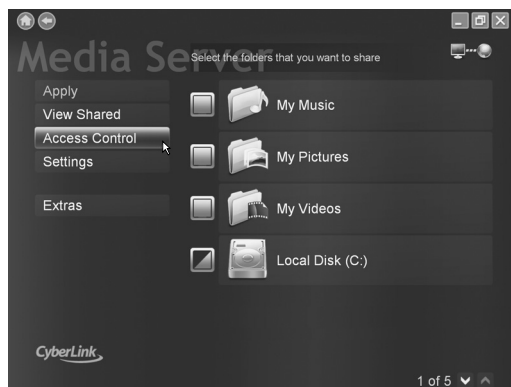 Media Server
Select the folders that you want to share
Apply
View Shared
Access Control
Settings
Extras
My Music
My Pictures
My Videos
Local Disk (C:)
CyberLink
1 of 5